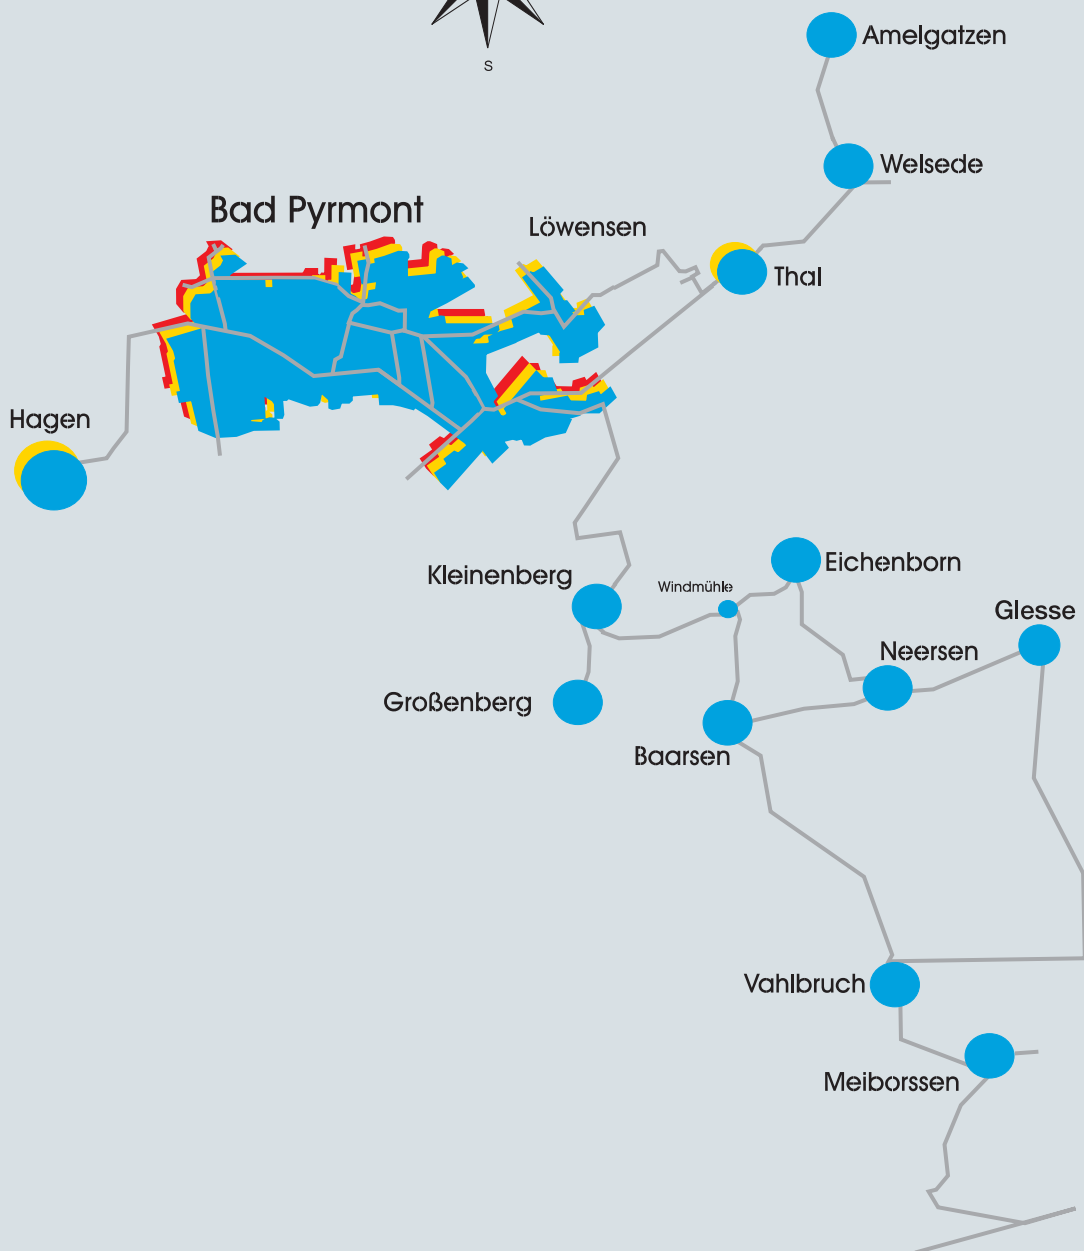 Amelgatzen
S
Welsede
Bad Pyrmont
Löwensen
Thal
Hagen
Eichenborn
Kleinenberg
Windmühle
Glesse
Neersen
Großenberg
Baarsen
Vahlbruch
Meiborssen